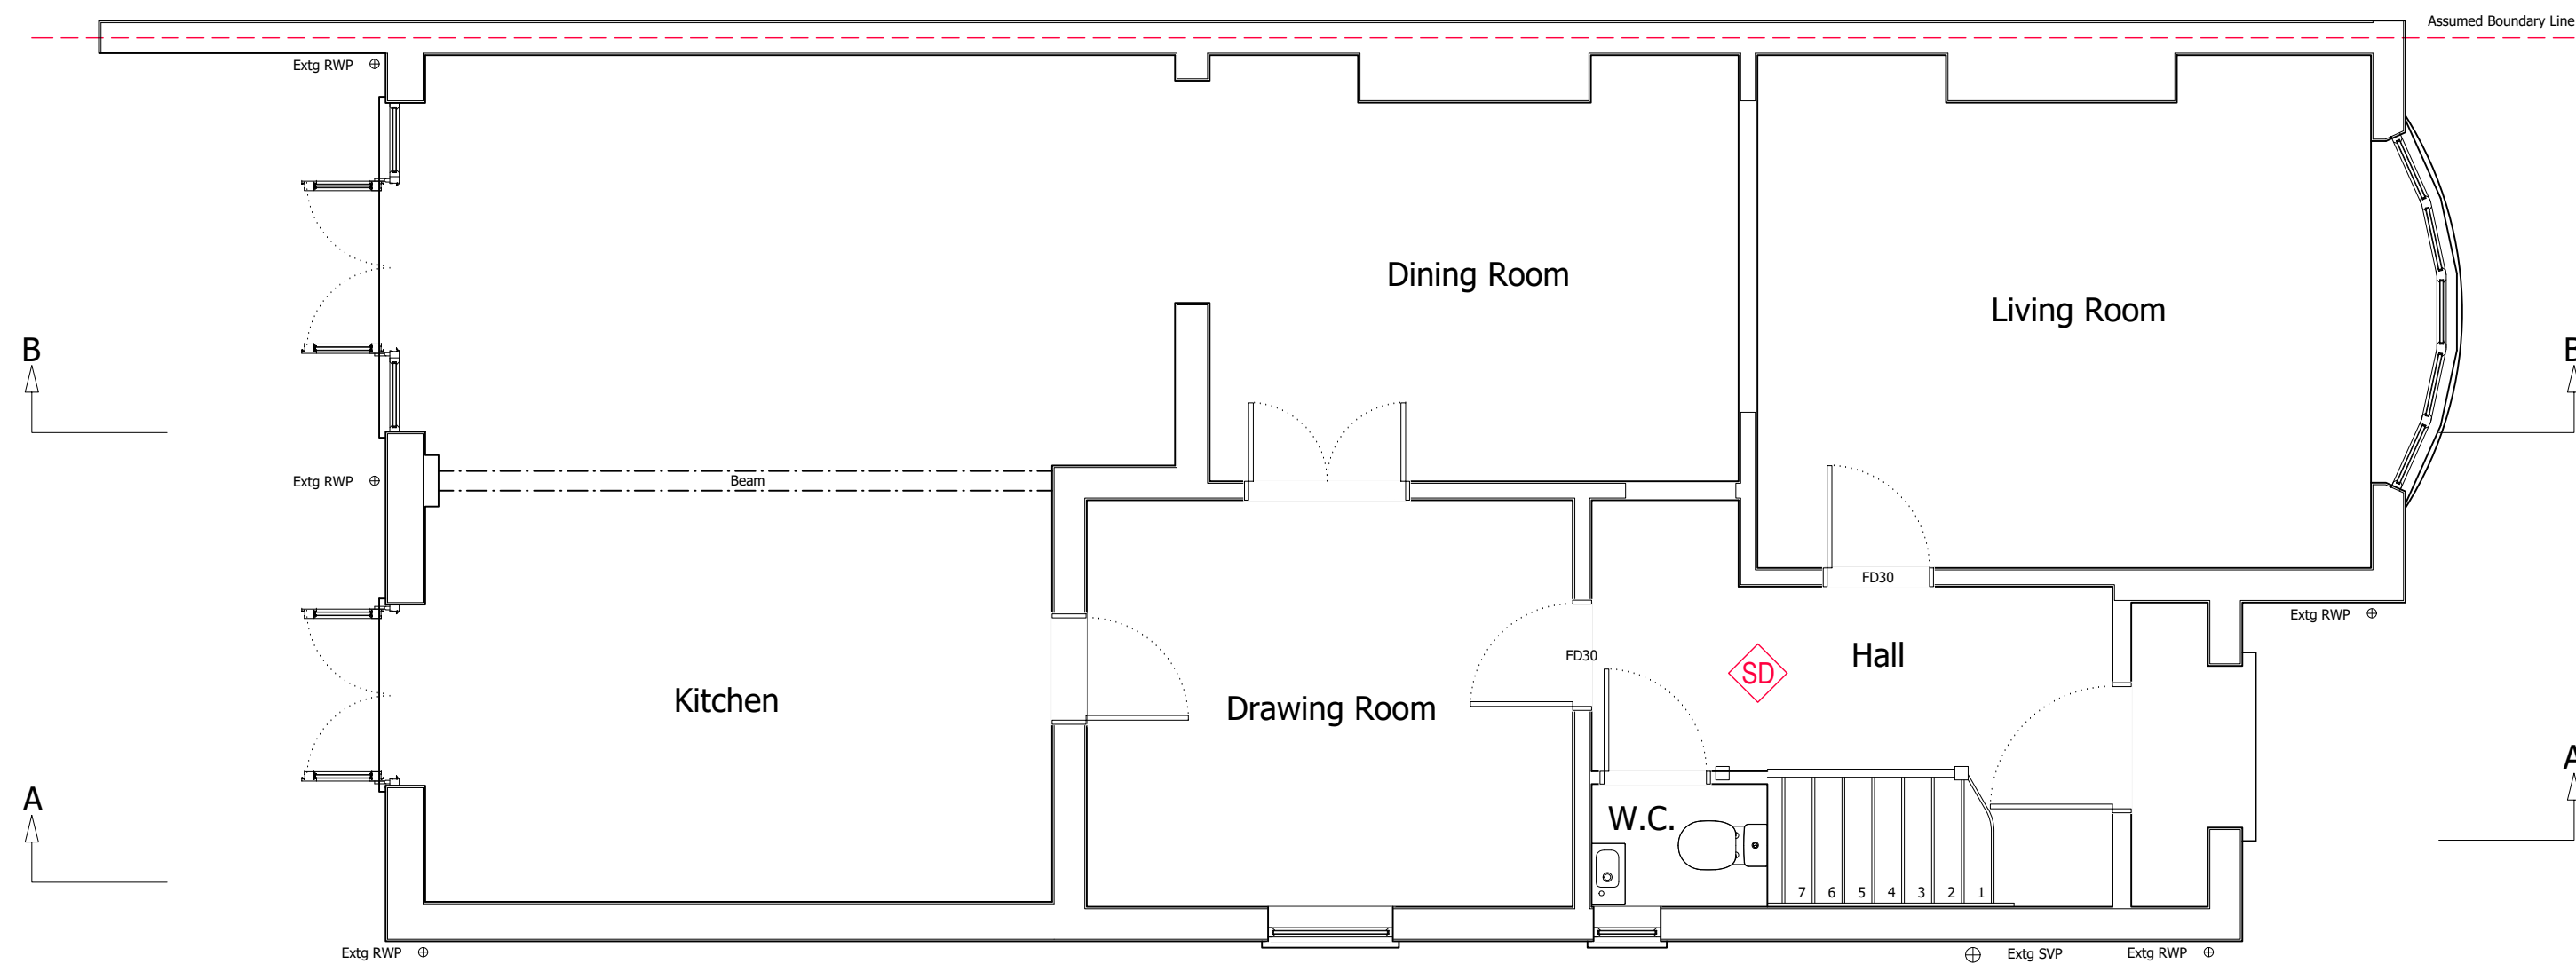 Assumed Boundary Line
Extg RWP
Dining Room
Living Room
B
B
Extg RWP
Beam
FD30
Extg RWP
FD30
Hall
SD
Kitchen
Drawing Room
A
A
W.C.
7 6 5 4 3 2 1
Extg RWP
Extg SVP
Extg RWP